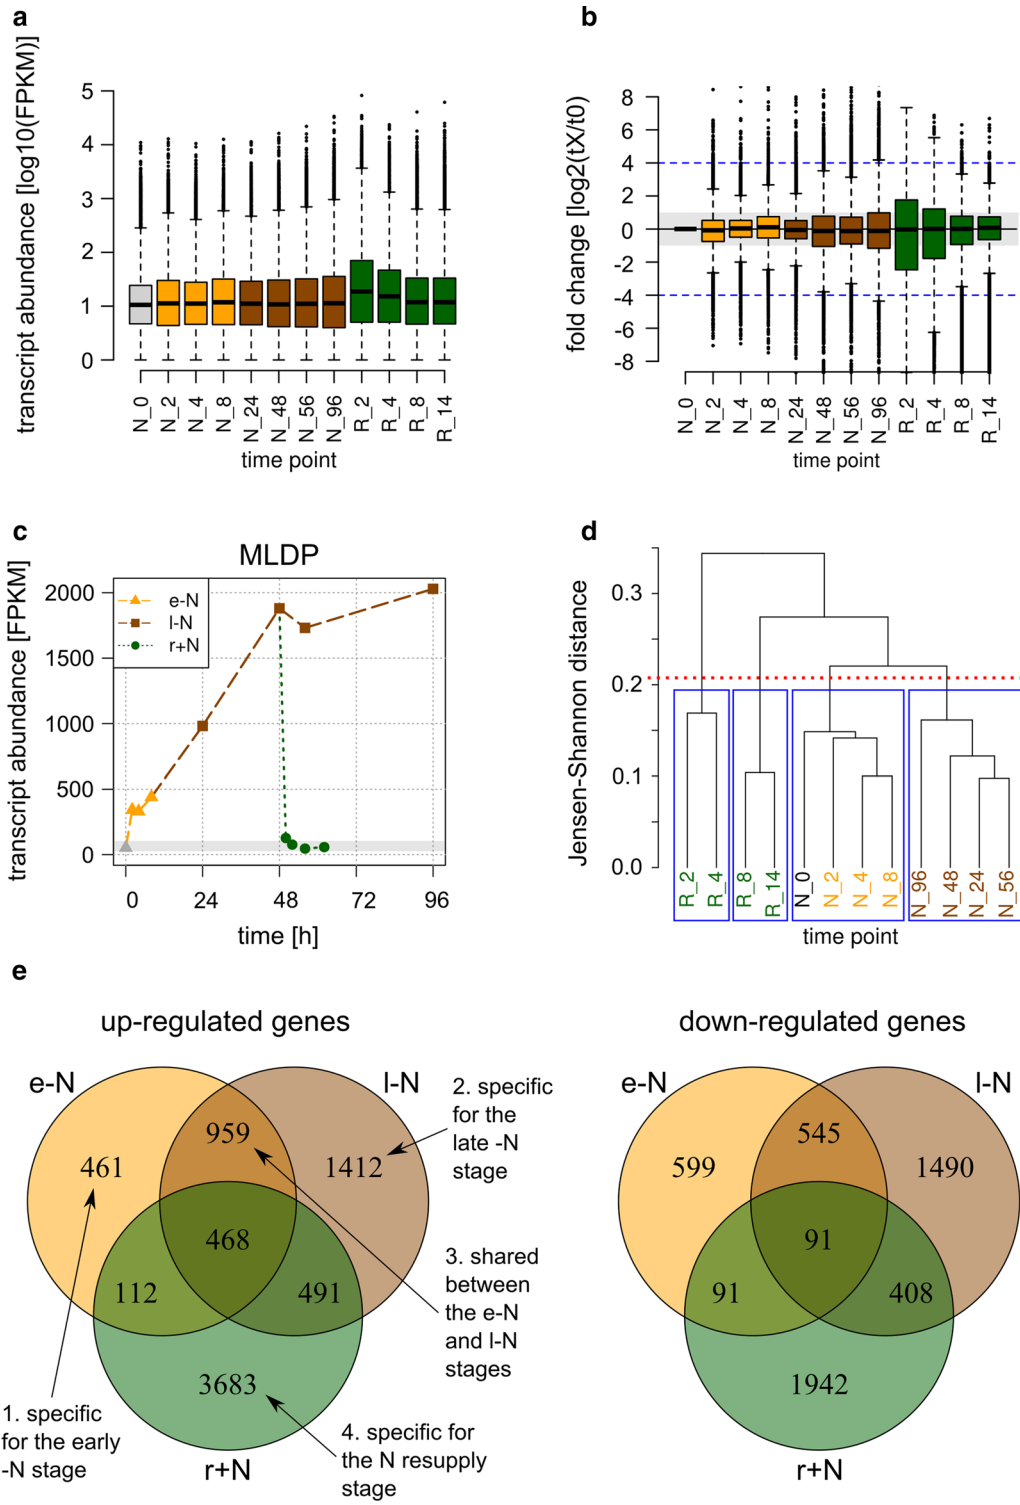 a
transcript abundance [log10(FPKM)]
5
4
3
2
1
0
N_0
N_2
N_4
N_8
N_24
N_48
N_56
N_96
R_2
R_4
R_8
R_14
time point
b
fold change [log2(tX/t0)]
8
6
4
2
0
-2
-4
-6
-8
N_0
N_2
N_4
N_8
N_24
N_48
N_56
N_96
R_2
R_4
R_8
R_14
time point
c
MLDP
transcript abundance [FPKM]
2000
1500
1000
500
0
e-N
l-N
r+N
0
24
48
72
96
time [h]
d
Jensen-Shannon distance
0.3
0.2
0.1
0.0
R_2
R_4
R_8
R_14
N_0
N_2
N_4
N_8
N_96
N_48
N_24
N_56
time point
e
up-regulated genes
e-N
l-N
959
461
1412
468
112
491
3683
r+N
1. specific
for the early
-N stage
2. specific
for the
late -N
stage
3. shared
between
the e-N
and l-N
stages
4. specific for
the N resupply
stage
down-regulated genes
e-N
l-N
545
599
1490
91
91
408
1942
r+N